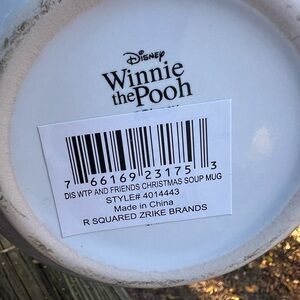 Disney
Winnie
the Pooh
7 66169 23175 3
DIS WTP AND FRIENDS CHRISTMAS SOUP MUG
STYLE# 4014443
Made in China
R SQUARED ZRIKE BRANDS